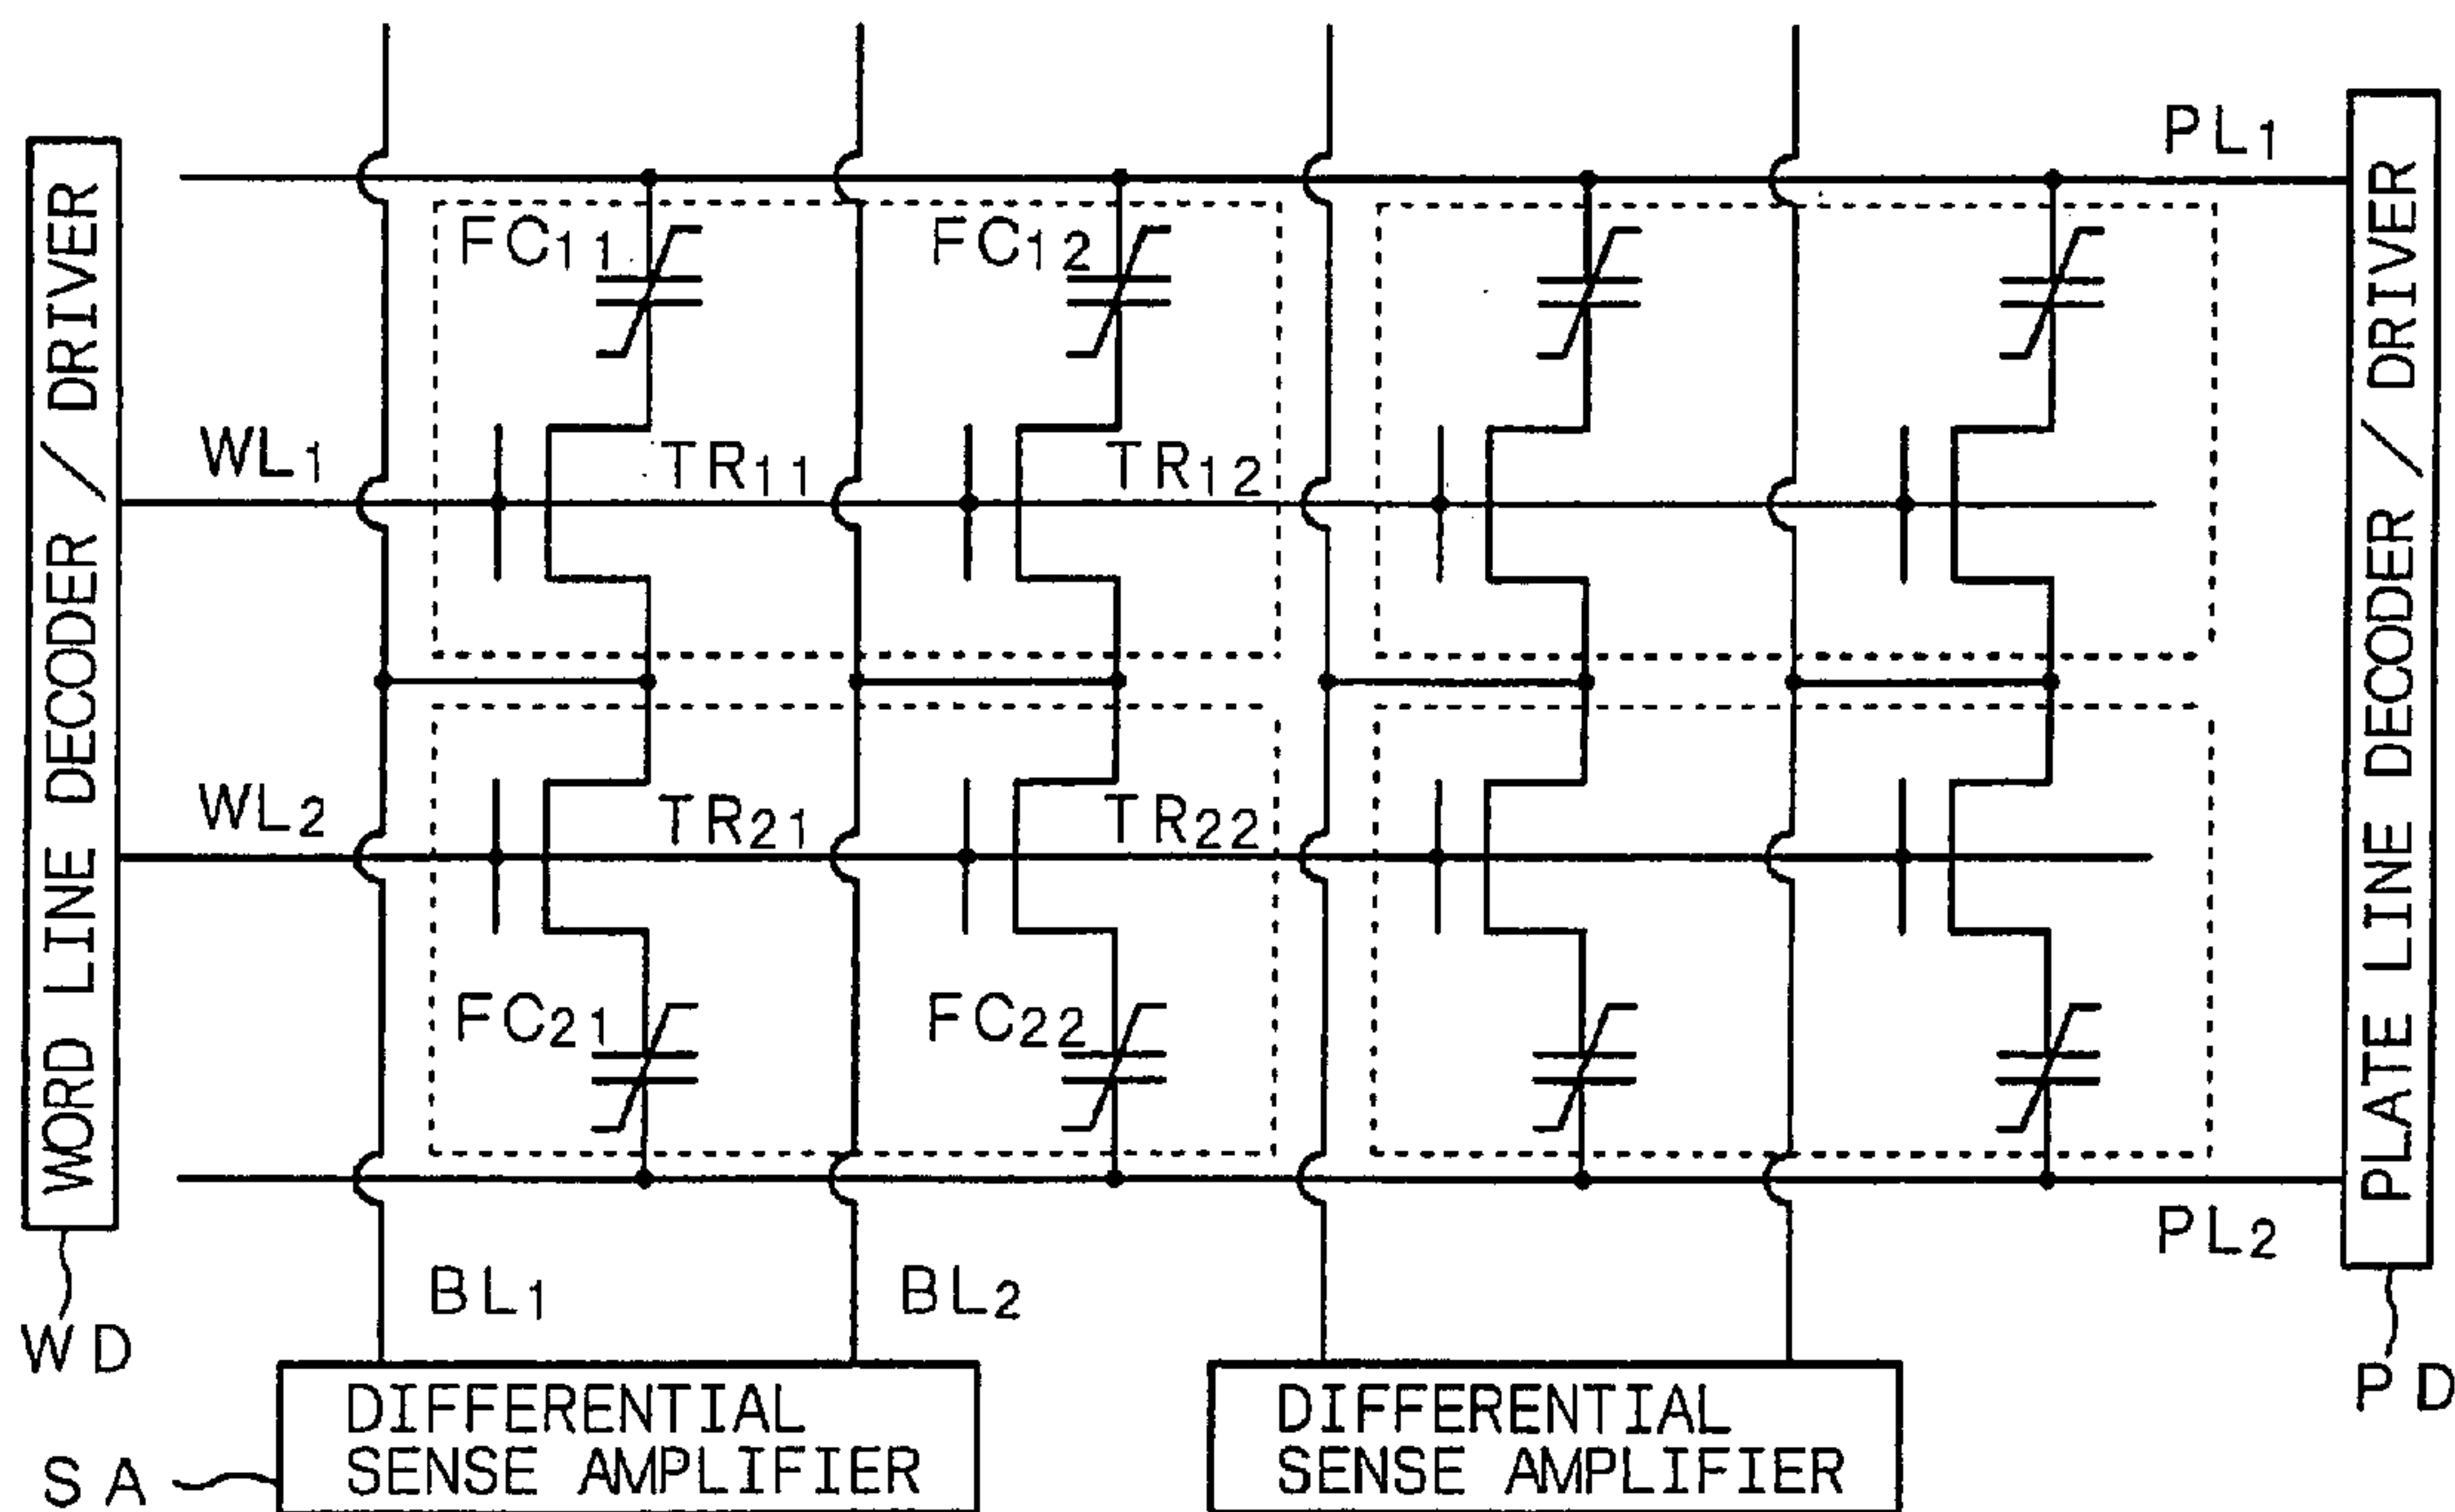 PL1
WORD LINE DECODER / DRIVER
PLATE LINE DECODER / DRIVER
FC11
FC12
WL1
TR11
TR12
WL2
TR21
TR22
FC21
FC22
PL2
BL1
BL2
WD
PD
DIFFERENTIAL
SENSE AMPLIFIER
DIFFERENTIAL
SENSE AMPLIFIER
SA